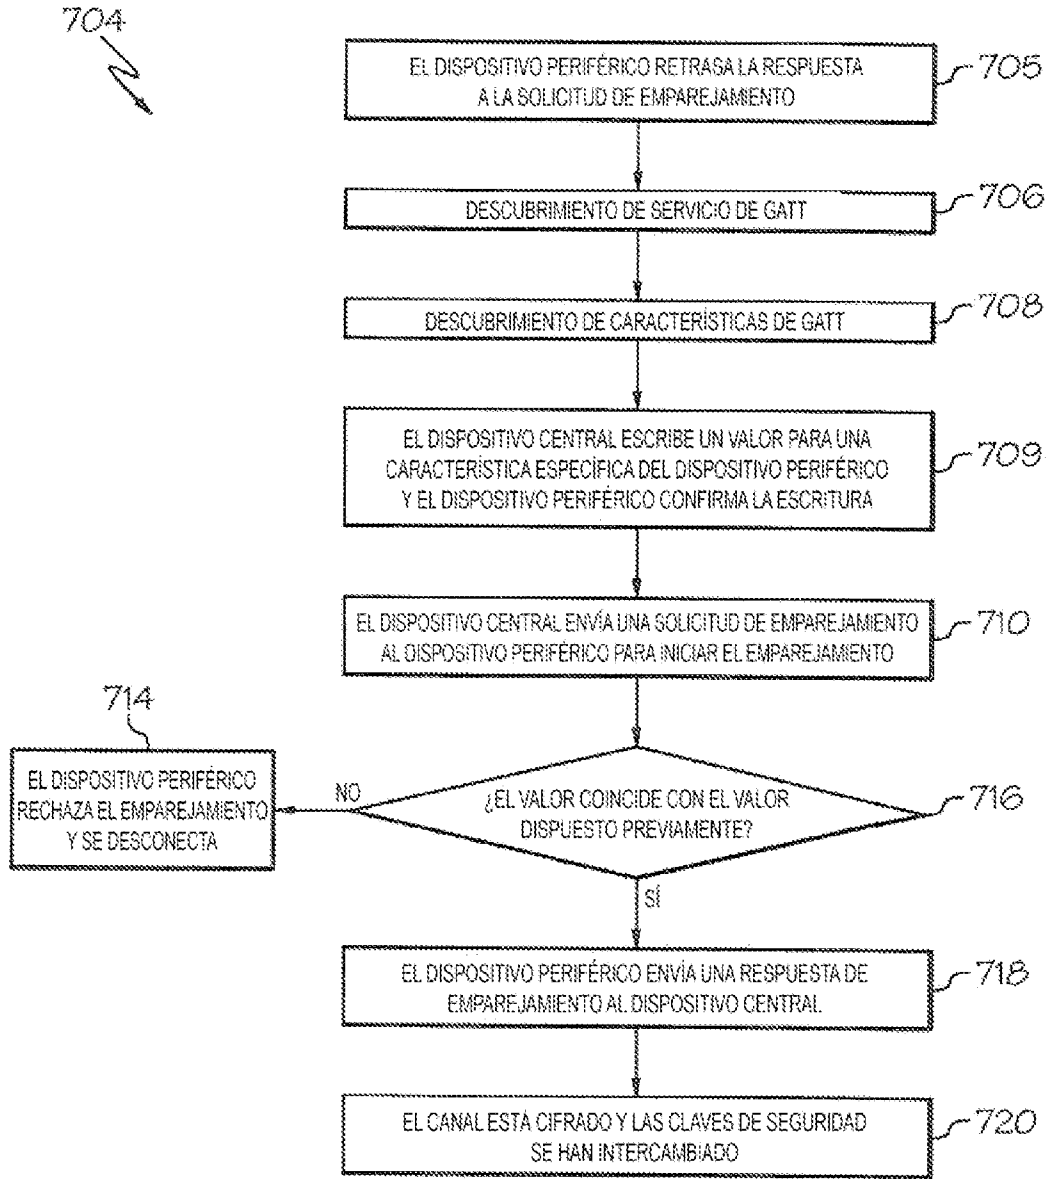 704
EL DISPOSITIVO PERIFÉRICO RETRASA LA RESPUESTA
A LA SOLICITUD DE EMPAREJAMIENTO
705
DESCUBRIMIENTO DE SERVICIO DE GATT
706
DESCUBRIMIENTO DE CARACTERÍSTICAS DE GATT
708
EL DISPOSITIVO CENTRAL ESCRIBE UN VALOR PARA UNA
CARACTERÍSTICA ESPECÍFICA DEL DISPOSITIVO PERIFÉRICO
Y EL DISPOSITIVO PERIFÉRICO CONFIRMA LA ESCRITURA
709
EL DISPOSITIVO CENTRAL ENVÍA UNA SOLICITUD DE EMPAREJAMIENTO
AL DISPOSITIVO PERIFÉRICO PARA INICIAR EL EMPAREJAMIENTO
710
714
EL DISPOSITIVO PERIFÉRICO
RECHAZA EL EMPAREJAMIENTO
Y SE DESCONECTA
NO
¿EL VALOR COINCIDE CON EL VALOR
DISPUESTO PREVIAMENTE?
716
SÍ
EL DISPOSITIVO PERIFÉRICO ENVÍA UNA RESPUESTA DE
EMPAREJAMIENTO AL DISPOSITIVO CENTRAL
718
EL CANAL ESTÁ CIFRADO Y LAS CLAVES DE SEGURIDAD
SE HAN INTERCAMBIADO
720